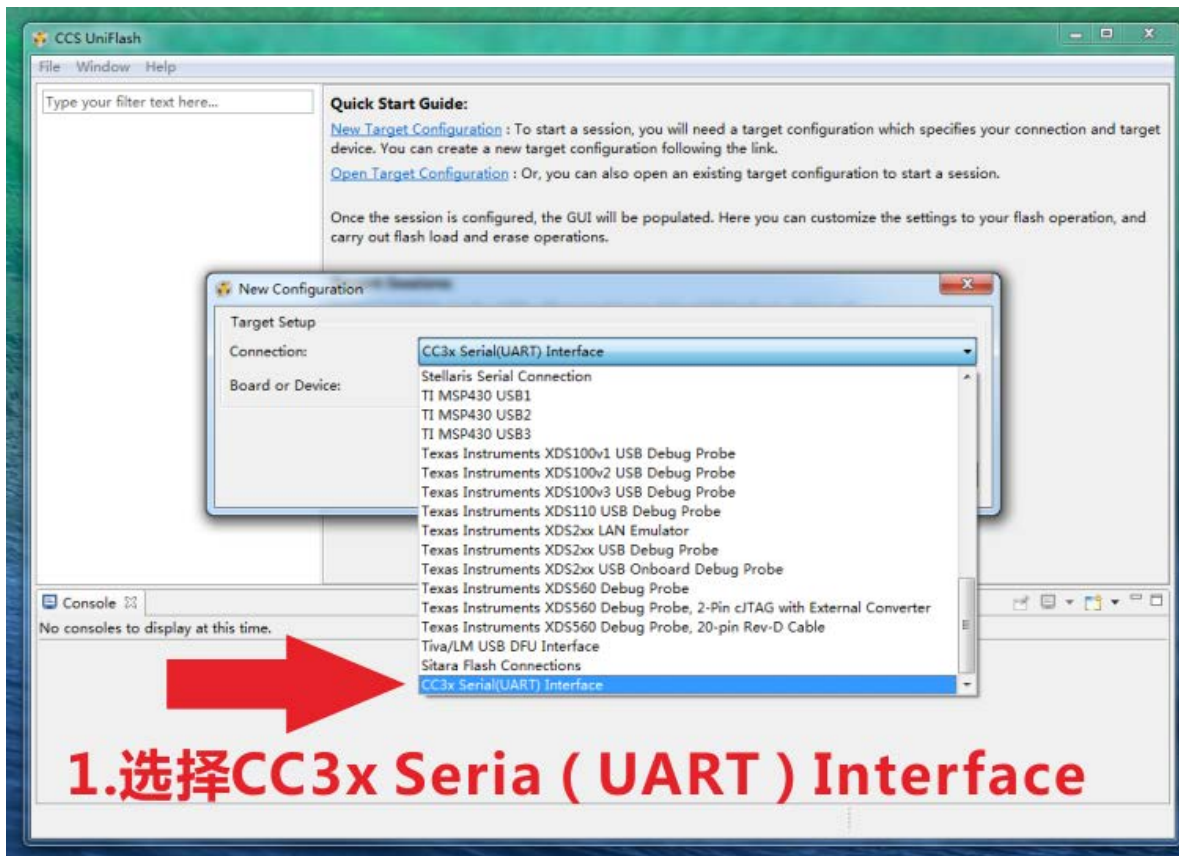 CCS UniFlash
File Window Help
Type your filter text here...
Quick Start Guide:
New Target Configuration : To start a session, you will need a target configuration which specifies your connection and target
device. You can create a new target configuration following the link.
Open Target Configuration : Or, you can also open an existing target configuration to start a session.
Once the session is configured, the GUI will be populated. Here you can customize the settings to your flash operation, and
carry out flash load and erase operations.
New Configuration
Target Setup
Connection:
CC3x Serial(UART) Interface
Board or Device:
Stellaris Serial Connection
TI MSP430 USB1
TI MSP430 USB2
TI MSP430 USB3
Texas Instruments XDS100v1 USB Debug Probe
Texas Instruments XDS100v2 USB Debug Probe
Texas Instruments XDS100v3 USB Debug Probe
Texas Instruments XDS110 USB Debug Probe
Texas Instruments XDS2xx LAN Emulator
Texas Instruments XDS2xx USB Debug Probe
Texas Instruments XDS2xx USB Onboard Debug Probe
Texas Instruments XDS560 Debug Probe
Texas Instruments XDS560 Debug Probe, 2-Pin cJTAG with External Converter
Texas Instruments XDS560 Debug Probe, 20-pin Rev-D Cable
Tiva/LM USB DFU Interface
Sitara Flash Connections
CC3x Serial(UART) Interface
Console
No consoles to display at this time.
1.选择CC3x Seria（UART）Interface